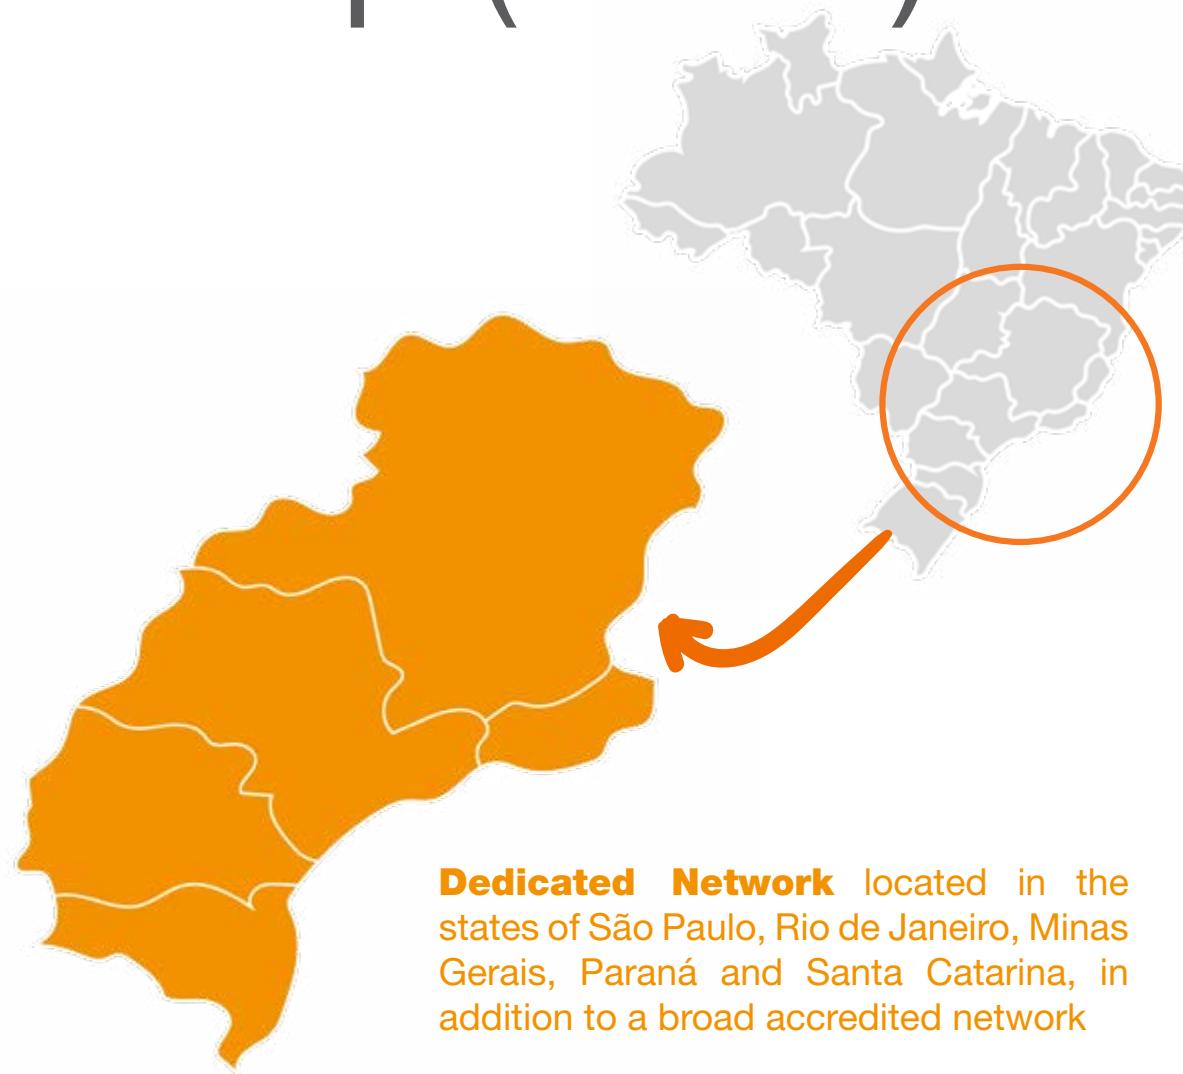 Dedicated Network located in the
states of São Paulo, Rio de Janeiro, Minas
Gerais, Paraná and Santa Catarina, in
addition to a broad accredited network